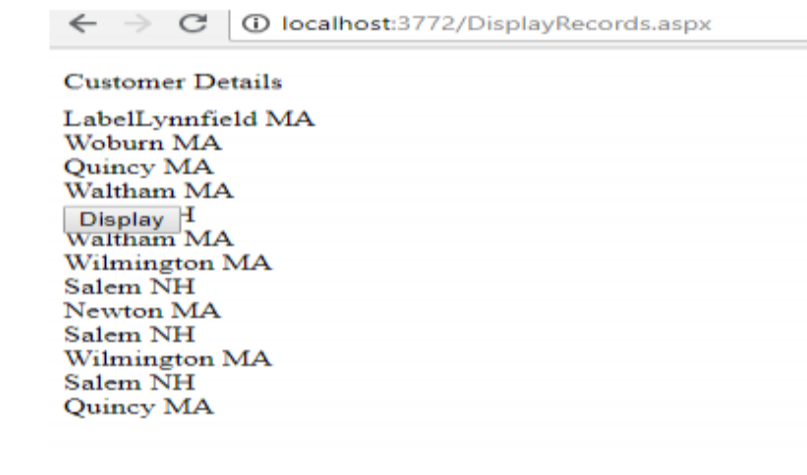 localhost:3772/DisplayRecords.aspx
Customer Details
LabelLynnfield MA
Woburn MA
Quincy MA
Waltham MA
Display
Waltham MA
Wilmington MA
Salem NH
Newton MA
Salem NH
Wilmington MA
Salem NH
Quincy MA